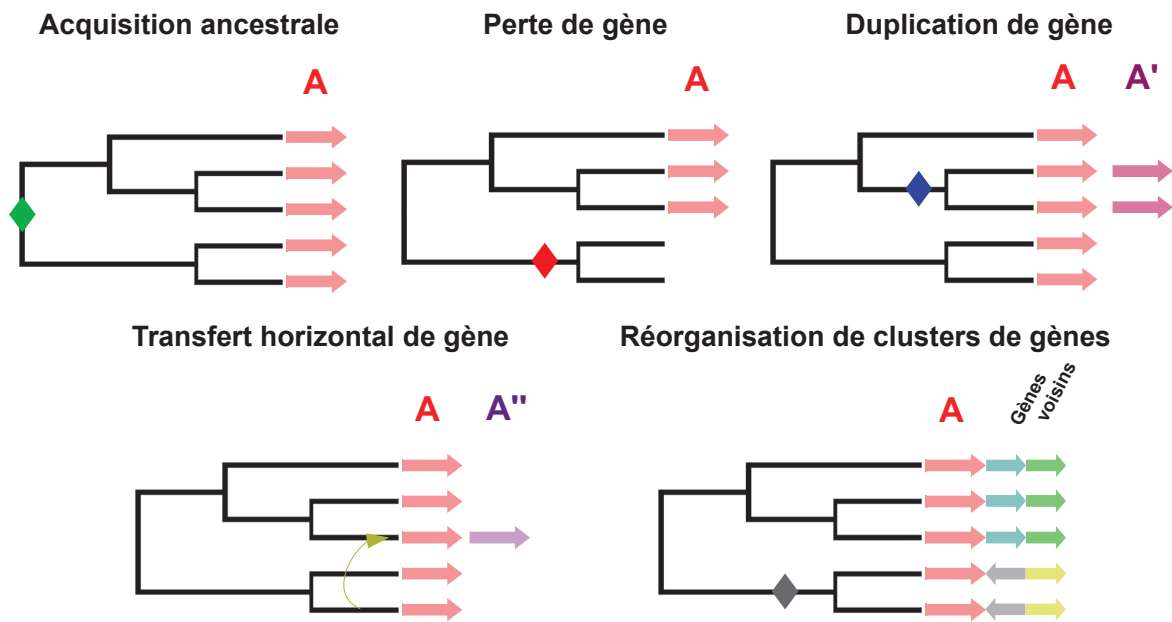 Acquisition ancestrale
Perte de gène
Duplication de gène
A
A
A
A'
Transfert horizontal de gène
Réorganisation de clusters de gènes
A
A''
A
Gènes
voisins